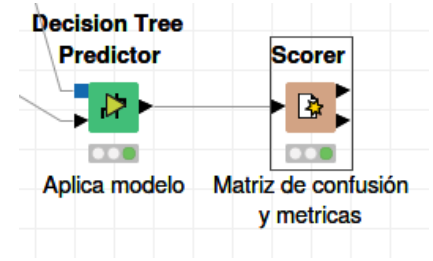 Decision Tree
Predictor
Scorer
Aplica modelo
Matriz de confusión
y metricas